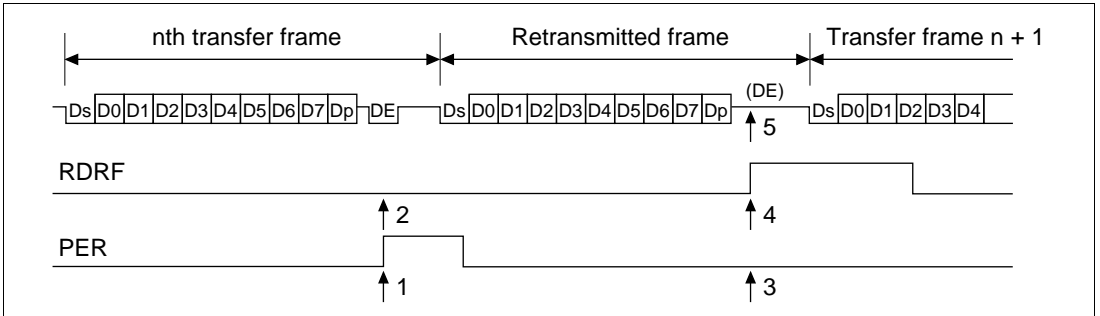 nth transfer frame Retransmitted frame Transfer frame n + 1
Ds D0 D1 D2 D3 D4 D5 D6 D7 Dp DE Ds D0 D1 D2 D3 D4 D5 D6 D7 Dp (DE) Ds D0 D1 D2 D3 D4
5
RDRF
2 4
PER
1 3